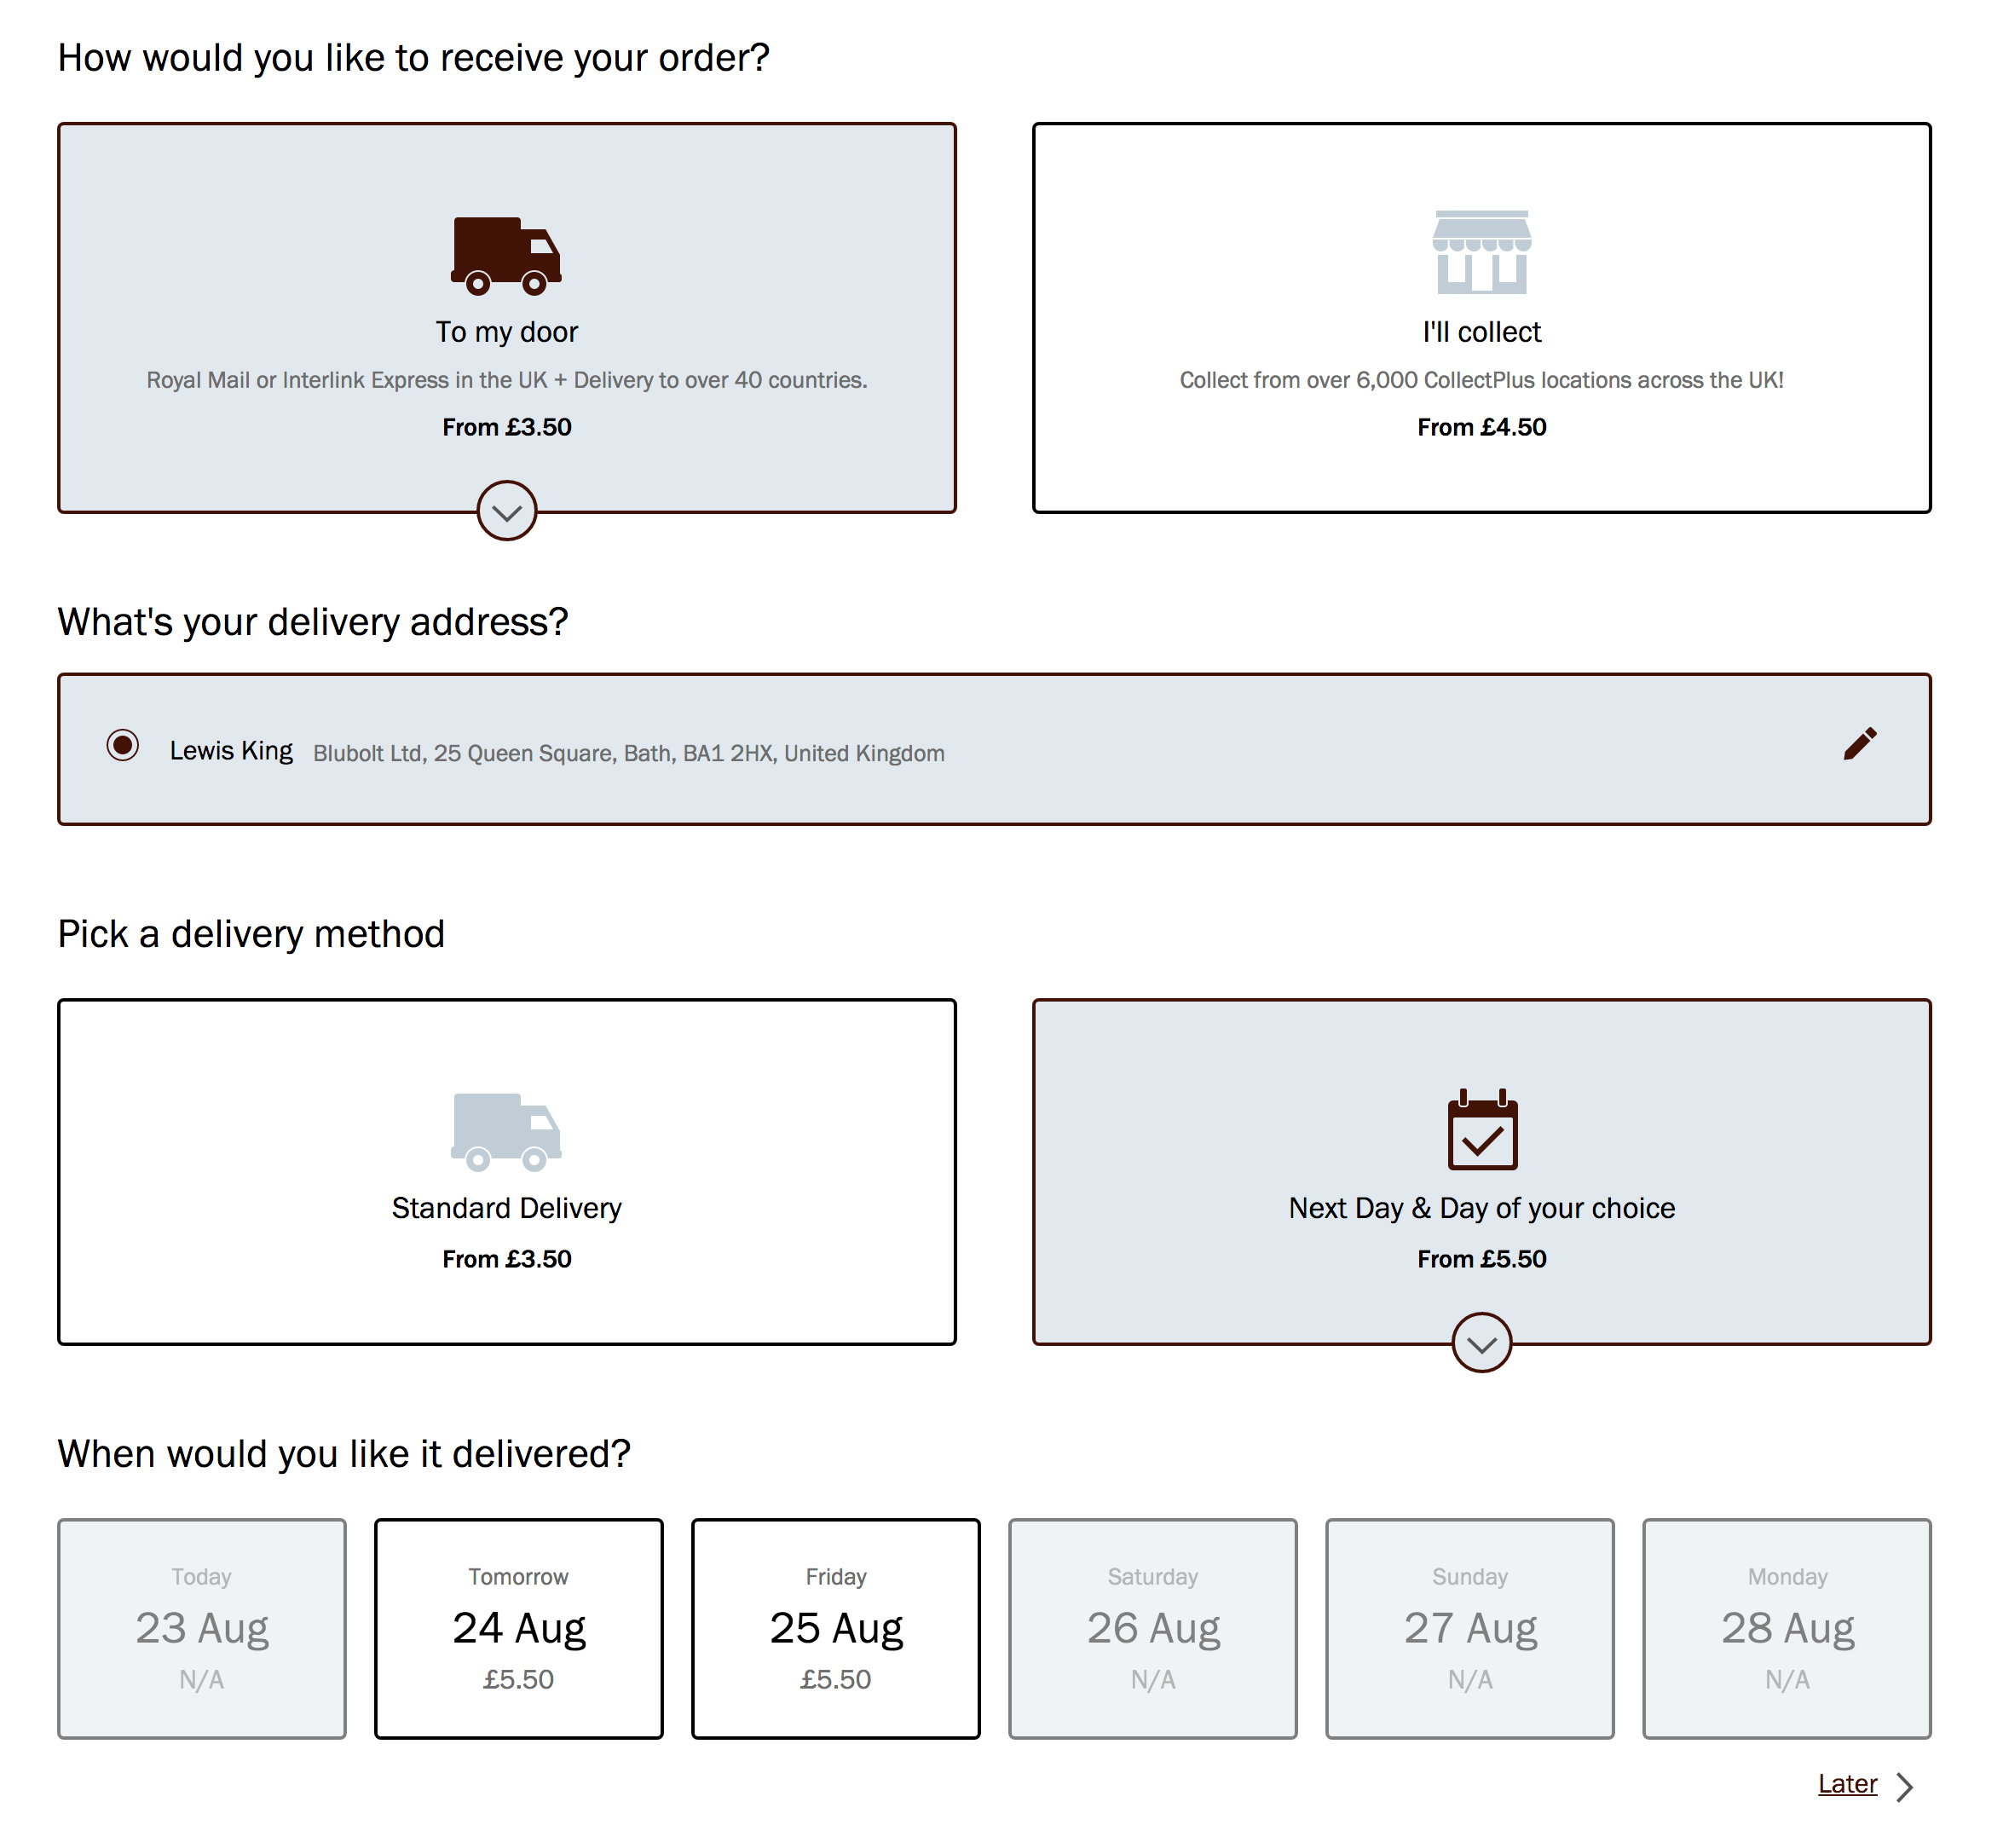 How would you like to receive your order?
To my door
Royal Mail or Interlink Express in the UK + Delivery to over 40 countries.
From £3.50
I'll collect
Collect from over 6,000 CollectPlus locations across the UK!
From £4.50
What's your delivery address?
Lewis King Blubolt Ltd, 25 Queen Square, Bath, BA1 2HX, United Kingdom
Pick a delivery method
Standard Delivery
From £3.50
Next Day & Day of your choice
From £5.50
When would you like it delivered?
Today
23 Aug
N/A
Tomorrow
24 Aug
£5.50
Friday
25 Aug
£5.50
Saturday
26 Aug
N/A
Sunday
27 Aug
N/A
Monday
28 Aug
N/A
Later